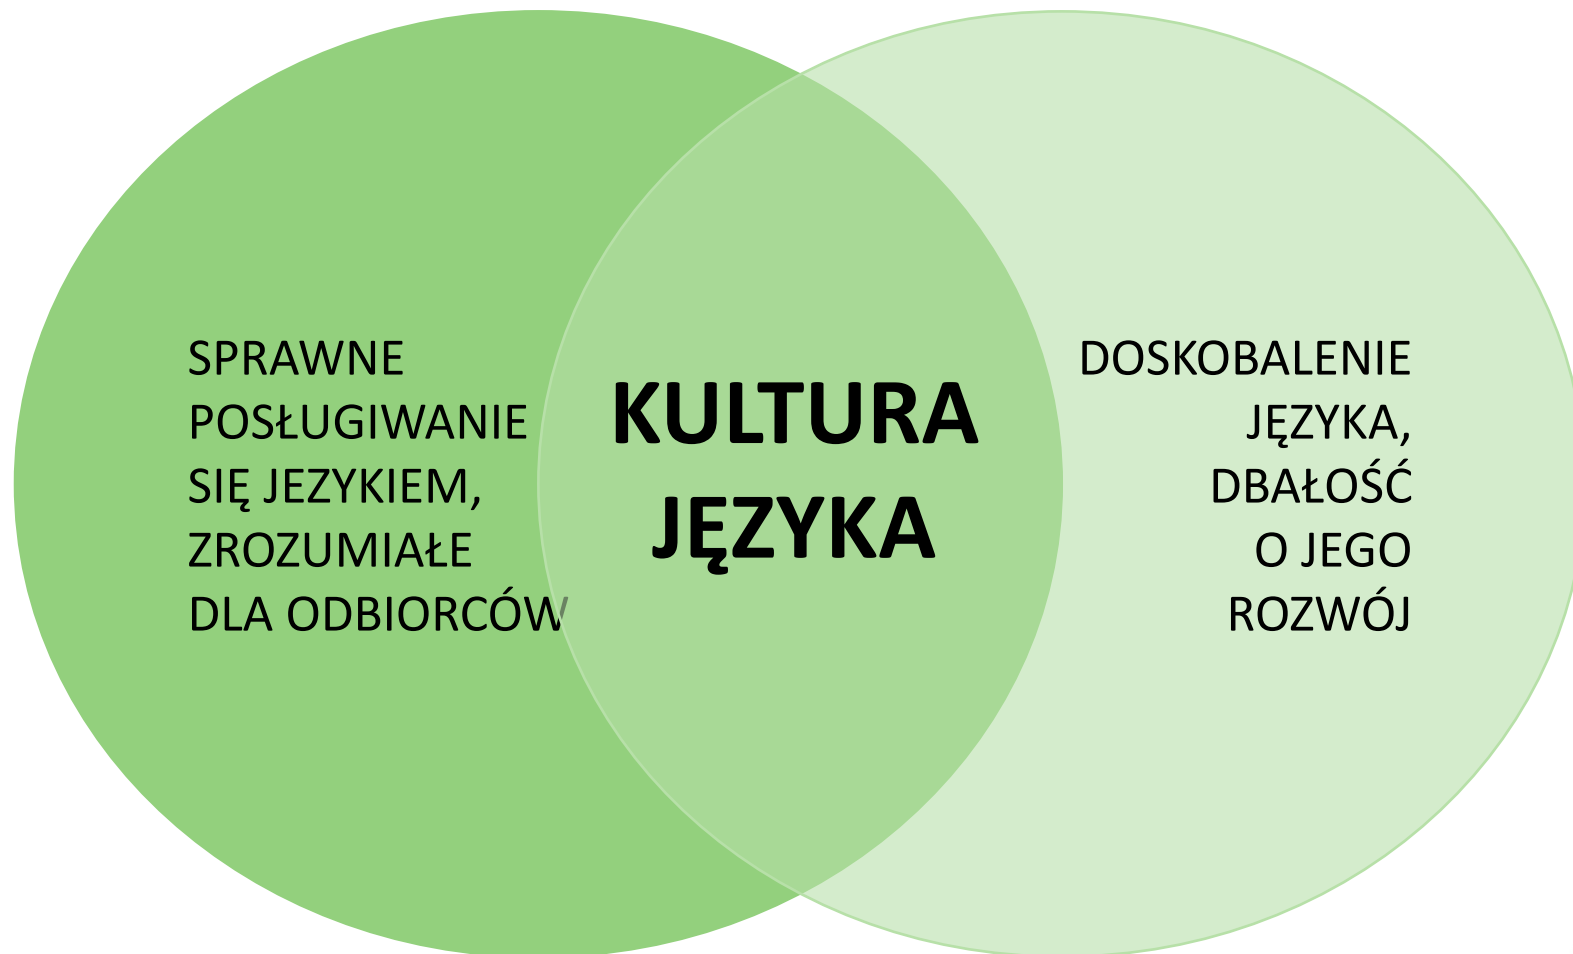 SPRAWNE
POSŁUGIWANIE
SIĘ JEZYKIEM,
ZROZUMIAŁE
DLA ODBIORCÓW
KULTURA
JĘZYKA
DOSKOBALENIE
JĘZYKA,
DBAŁOŚĆ
O JEGO
ROZWÓJ